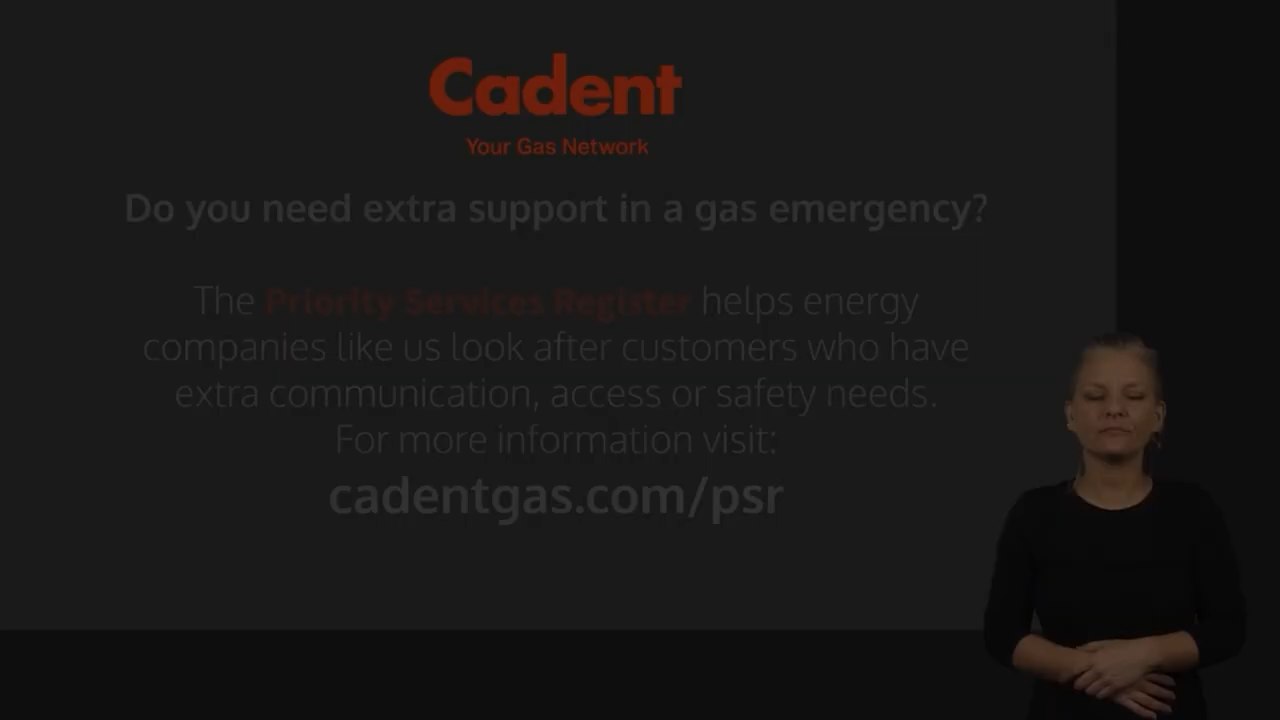 Cadent
Your Gas Network
Do you need extra support in a gas emergency?
The Priority Services Register helps energy
companies like us look after customers who have
extra communication, access or safety needs.
For more information visit:
cadentgas.com/psr